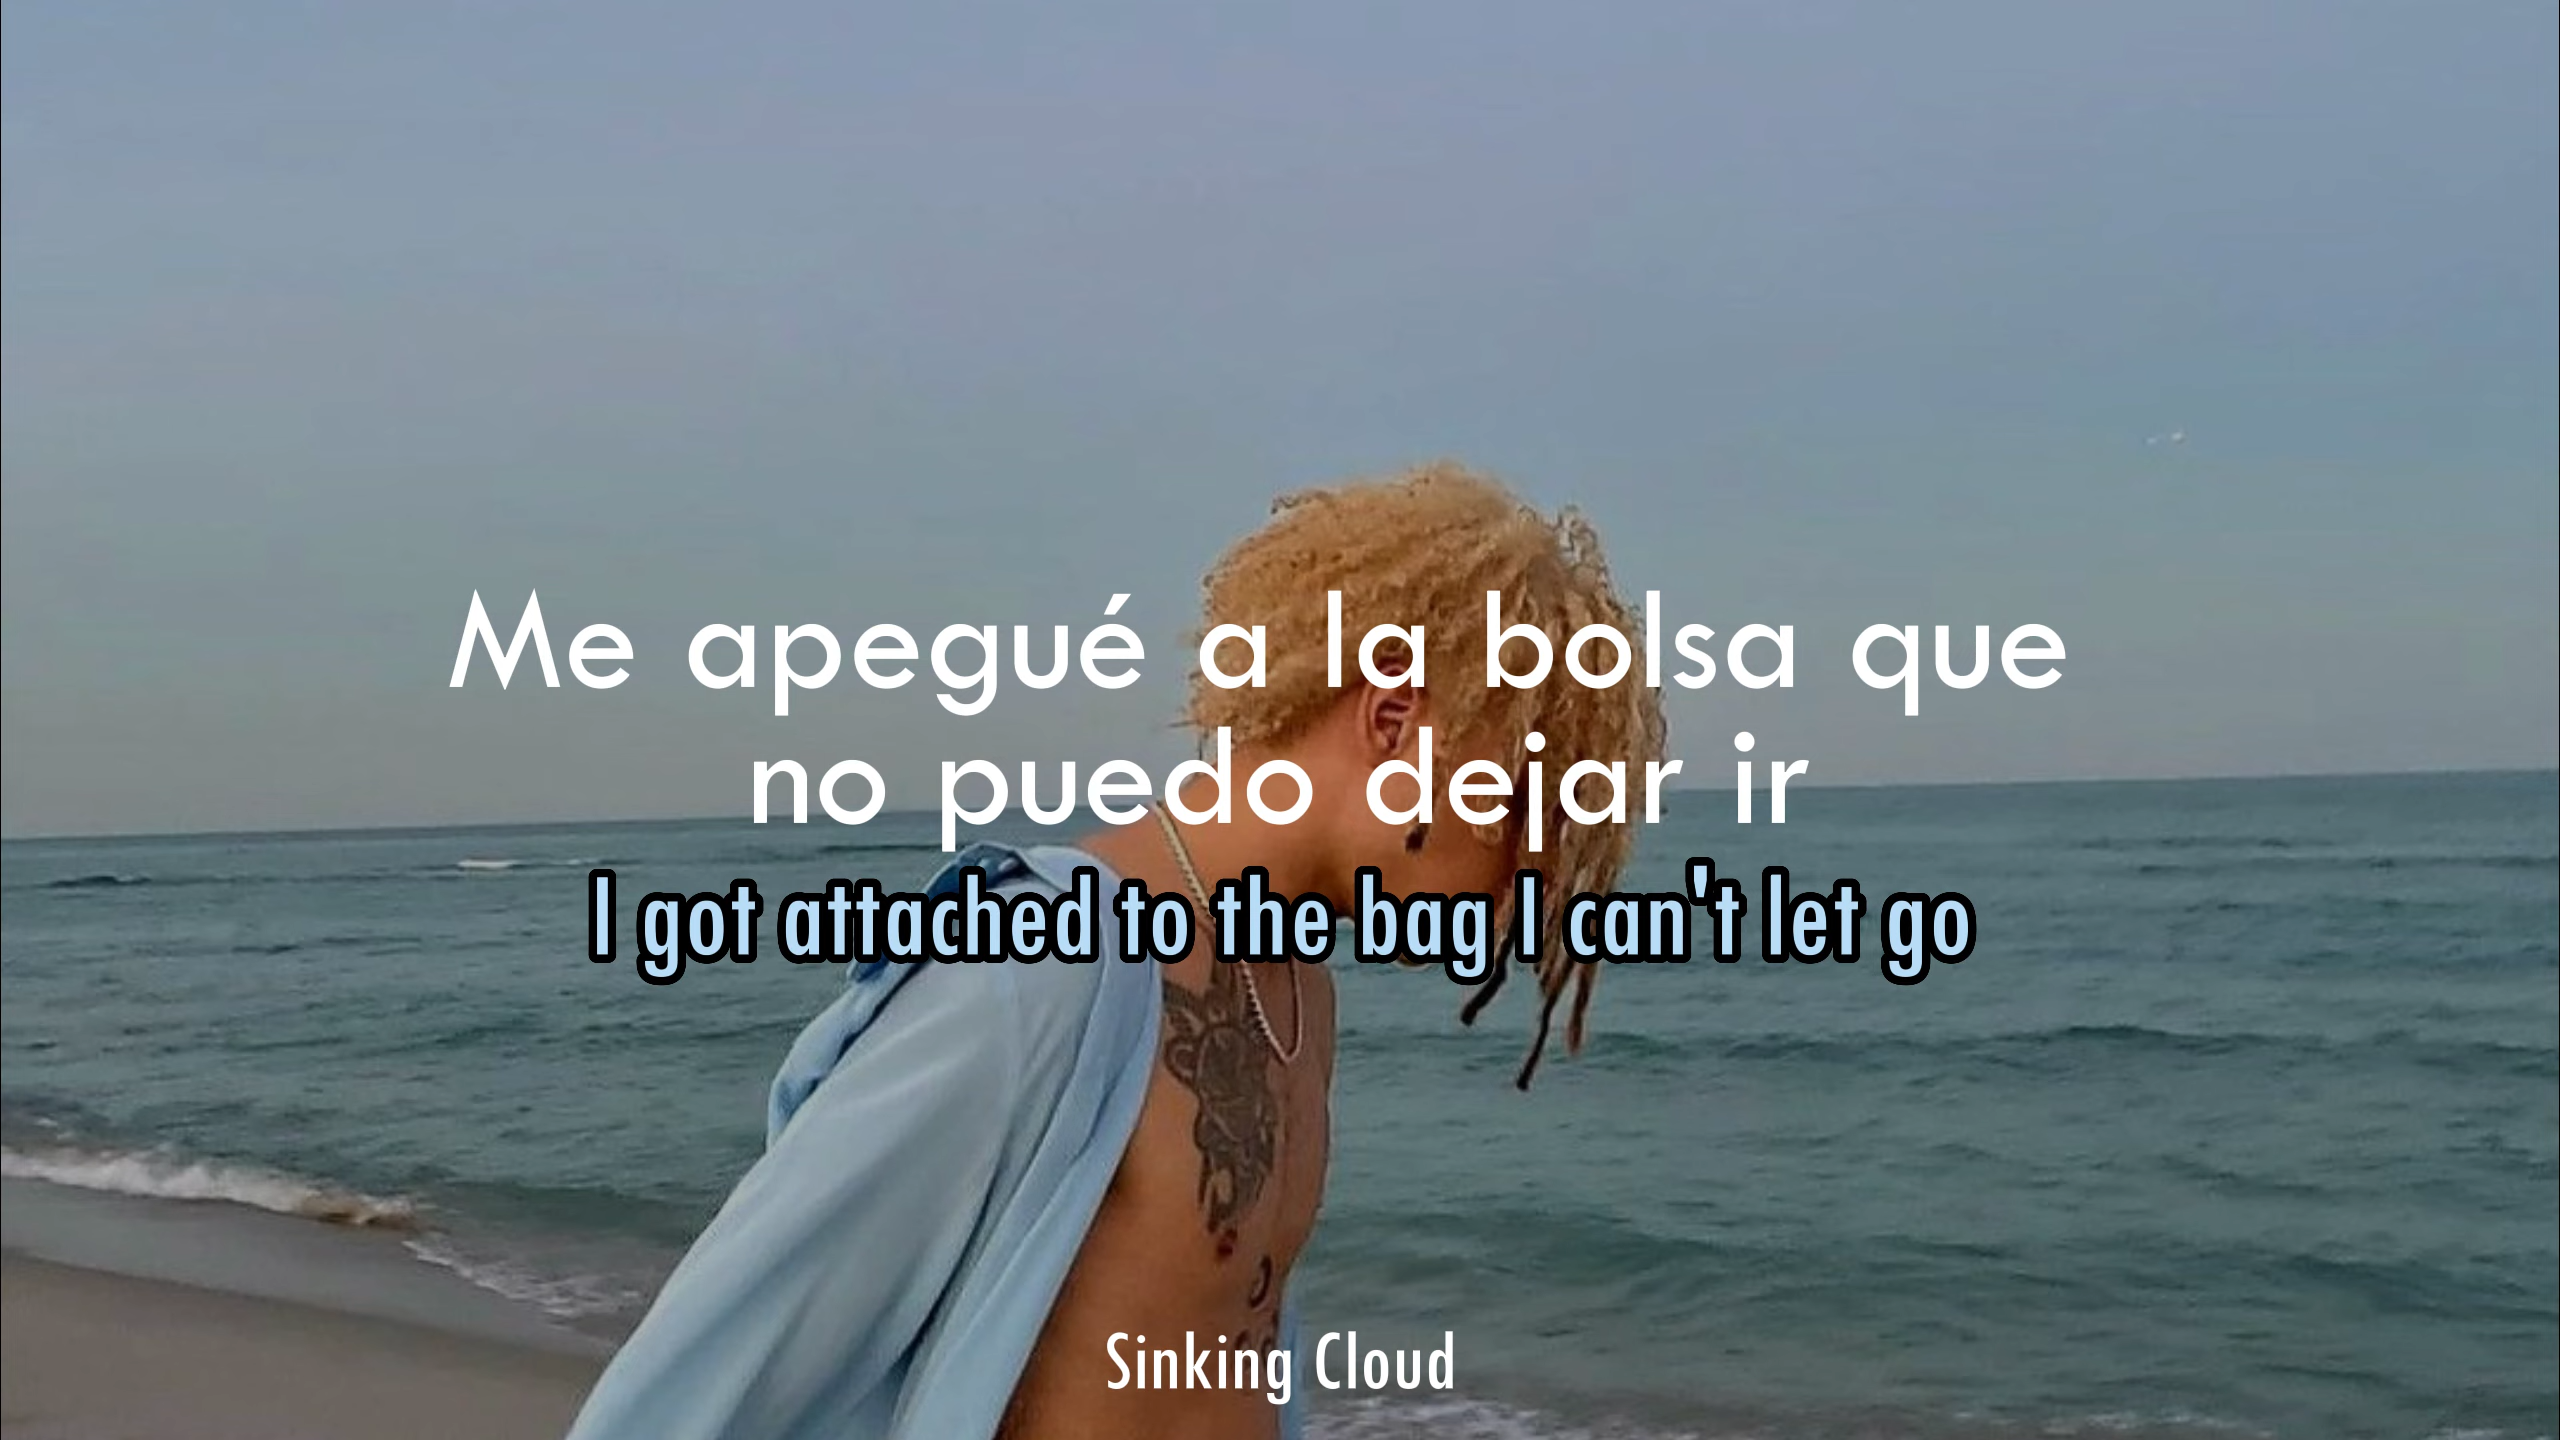 Me apegué a la bolsa que
no puedo dejar ir
I got attached to the bag I can't let go
Sinking Cloud